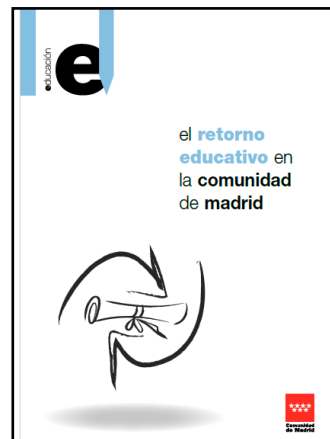 educación
e
el retorno
educativo en
la comunidad
de madrid
Comunidad
de Madrid